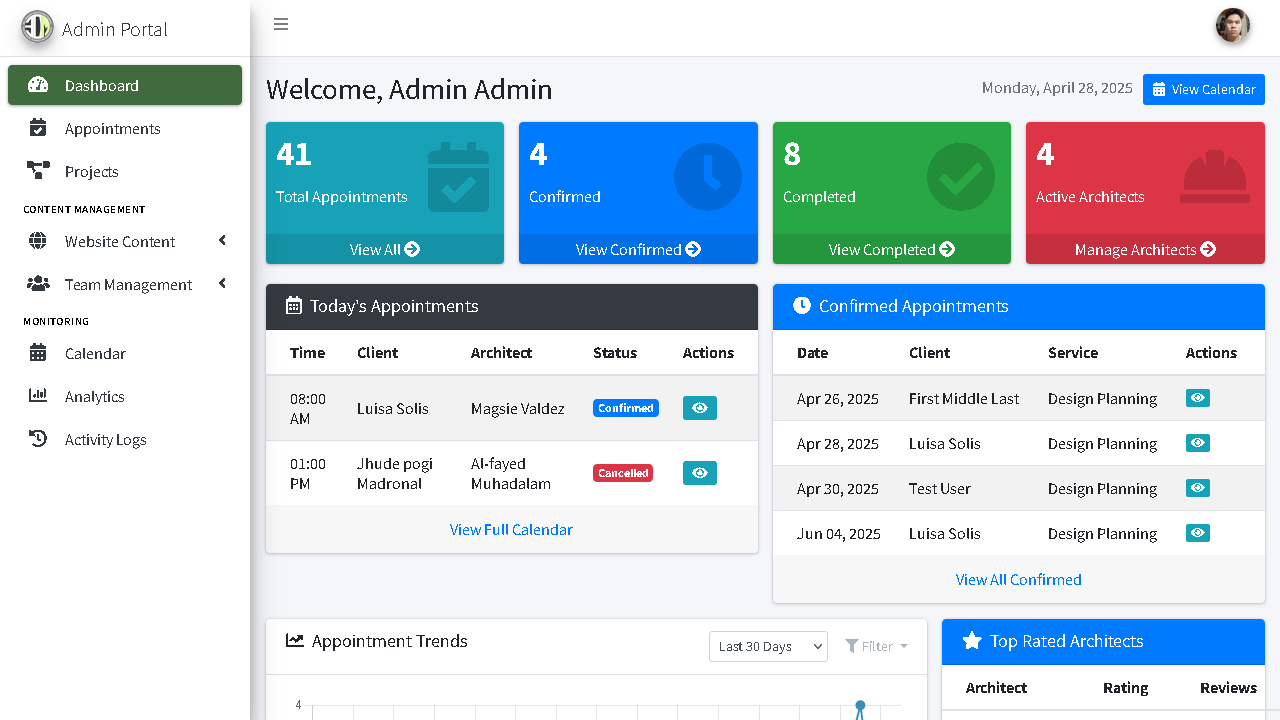 Admin Portal
Dashboard
Appointments
Projects
CONTENT MANAGEMENT
Website Content
Team Management
MONITORING
Calendar
Analytics
Activity Logs
Welcome, Admin Admin
Monday, April 28, 2025
View Calendar
41
Total Appointments
View All
4
Confirmed
View Confirmed
8
Completed
View Completed
4
Active Architects
Manage Architects
Today's Appointments
Time Client Architect Status Actions
08:00 AM Luisa Solis Magsie Valdez Confirmed
01:00 PM Jhude pogi Madronal Al-fayed Muhadalam Cancelled
View Full Calendar
Confirmed Appointments
Date Client Service Actions
Apr 26, 2025 First Middle Last Design Planning
Apr 28, 2025 Luisa Solis Design Planning
Apr 30, 2025 Test User Design Planning
Jun 04, 2025 Luisa Solis Design Planning
View All Confirmed
Appointment Trends
Last 30 Days
Filter
4
Top Rated Architects
Architect Rating Reviews